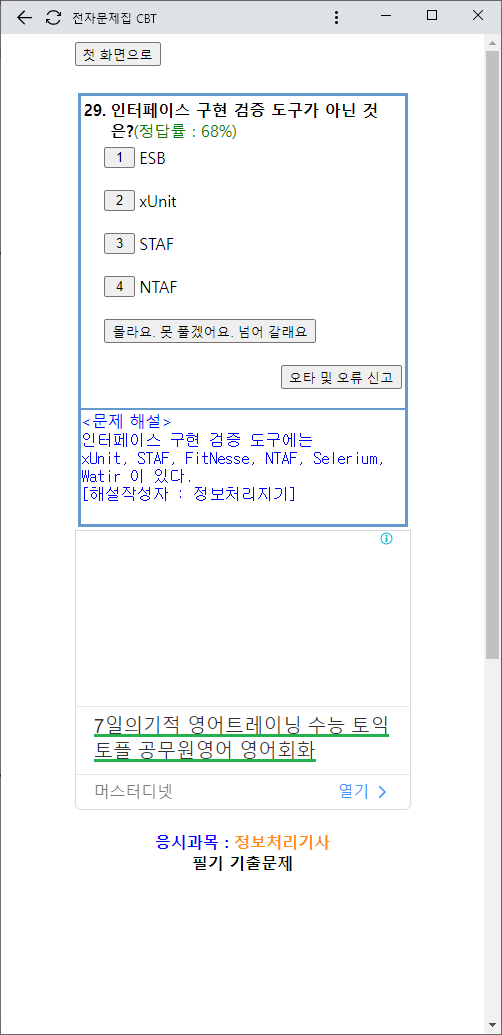 전자문제집 CBT
첫 화면으로
29. 인터페이스 구현 검증 도구가 아닌 것
은?(정답률 : 68%)
1 ESB
2 xUnit
3 STAF
4 NTAF
몰라요. 못 풀겠어요. 넘어 갈래요
오타 및 오류 신고
<문제 해설>
인터페이스 구현 검증 도구에는
xUnit, STAF, FitNesse, NTAF, Selerium,
Watir 이 있다.
[해설작성자 : 정보처리지기]
7일의기적 영어트레이닝 수능 토익
토플 공무원영어 영어회화
머스터디넷
열기
응시과목 : 정보처리기사
필기 기출문제